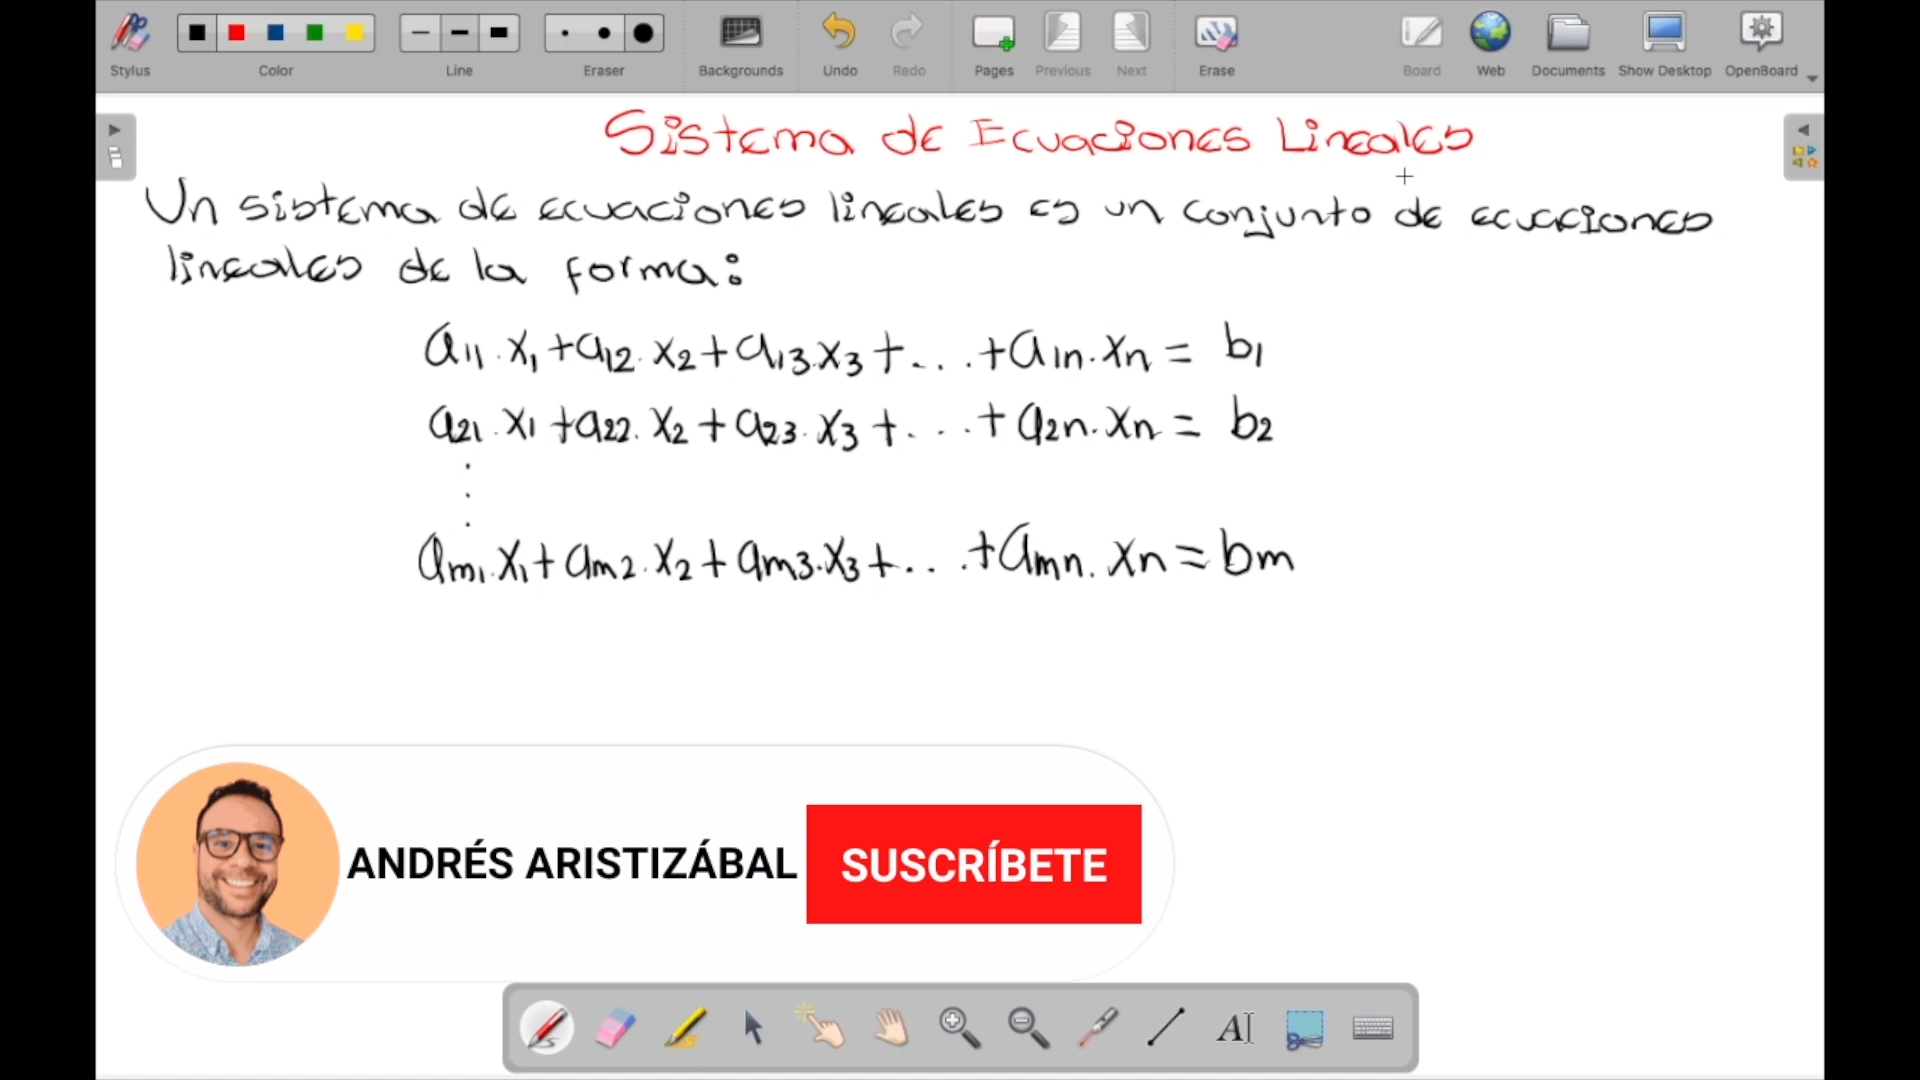 Stylus Color Line Eraser Backgrounds Undo Redo Pages Previous Next Erase Board Web Documents Show Desktop OpenBoard
Sistema de Ecuaciones Lineales
Un sistema de ecuaciones lineales es un conjunto de ecuaciones
lineales de la forma:
a11.x1+a12.x2+a13.x3+...+a1n.xn = b1
a21.x1+a22.x2+a23.x3+...+a2n.xn = b2
⋮
am1.x1+am2.x2+am3.x3+...+amn.xn = bm
ANDRÉS ARISTIZÁBAL SUSCRÍBETE
AI